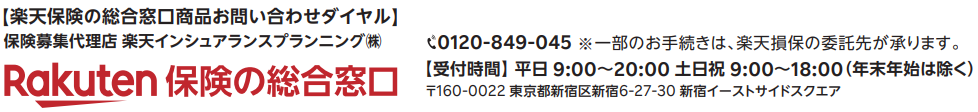 【楽天保険の総合窓口商品お問い合わせダイヤル】
保険募集代理店 楽天インシュアランスプランニング㈱
Rakuten 保険の総合窓口
0120-849-045 ※一部のお手続きは、楽天損保の委託先が承ります。
【受付時間】 平日 9:00〜20:00 土日祝 9:00〜18:00（年末年始は除く）
〒160-0022 東京都新宿区新宿6-27-30 新宿イーストサイドスクエア